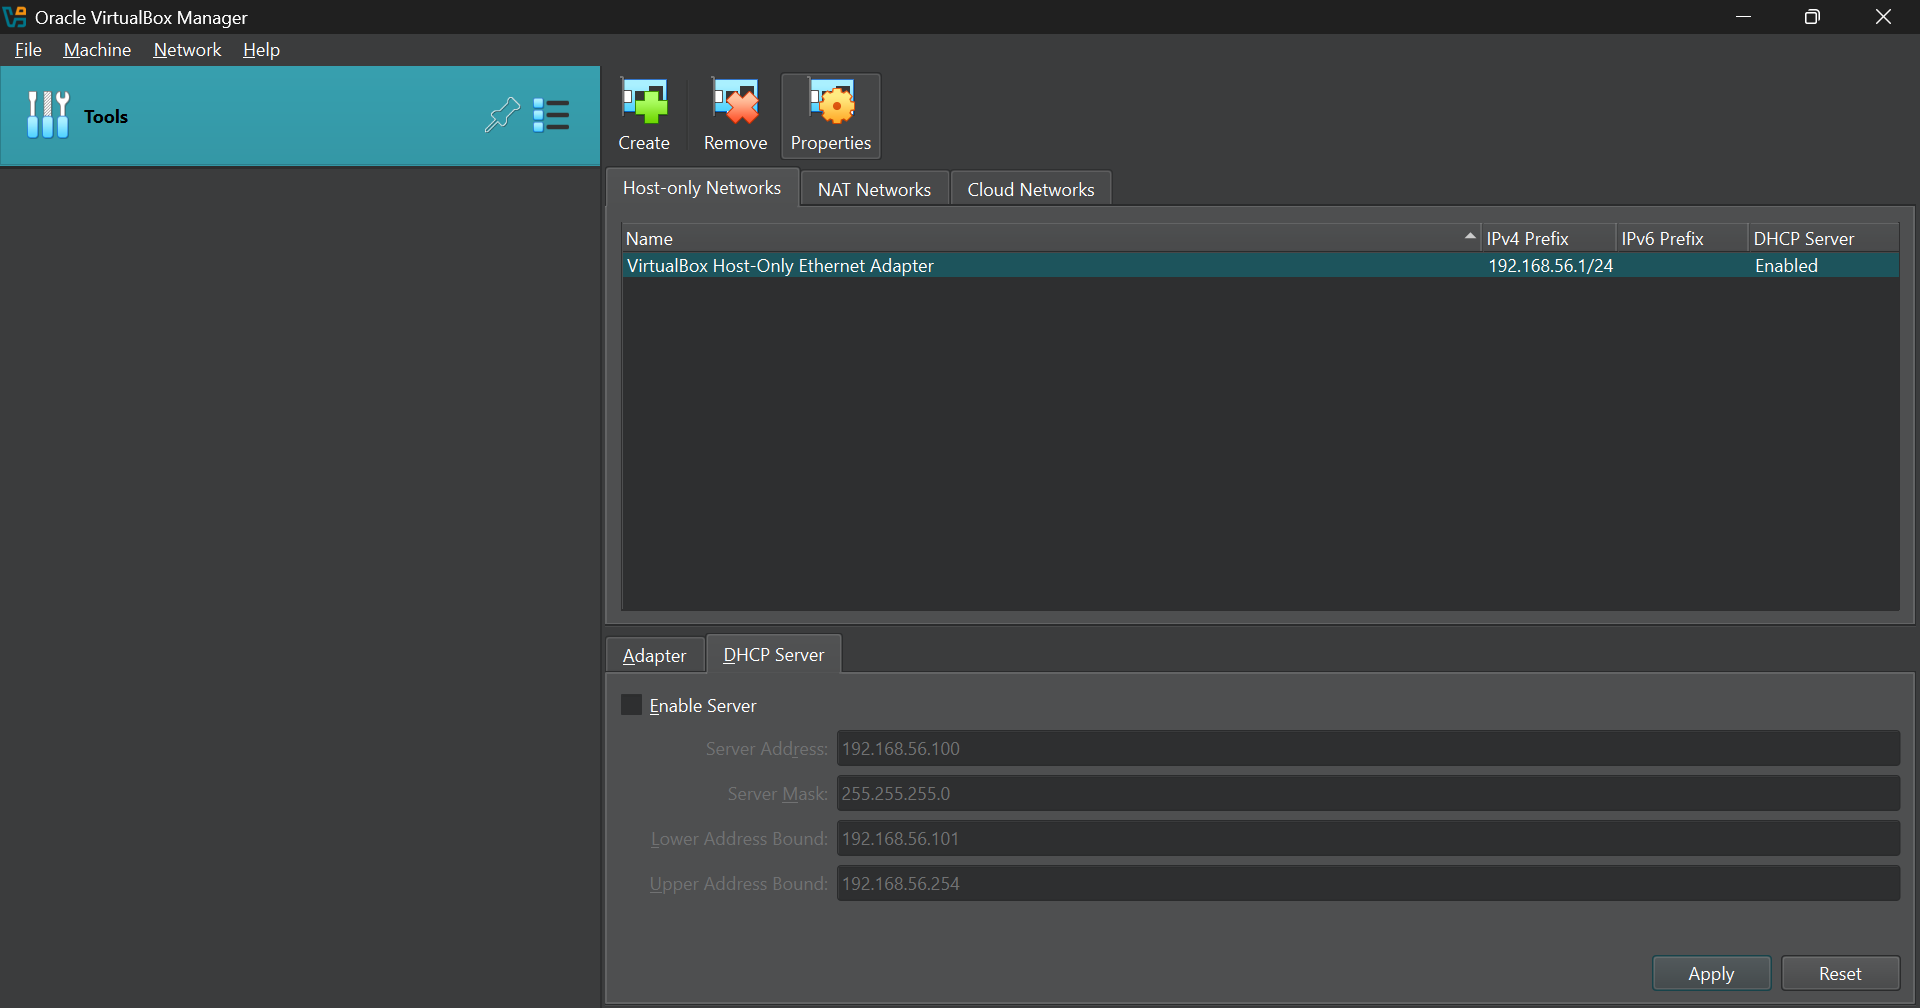 Oracle VirtualBox Manager
File Machine Network Help
Tools
Create Remove Properties
Host-only Networks NAT Networks Cloud Networks
Name IPv4 Prefix IPv6 Prefix DHCP Server
VirtualBox Host-Only Ethernet Adapter 192.168.56.1/24 Enabled
Adapter DHCP Server
Enable Server
Server Address: 192.168.56.100
Server Mask: 255.255.255.0
Lower Address Bound: 192.168.56.101
Upper Address Bound: 192.168.56.254
Apply Reset